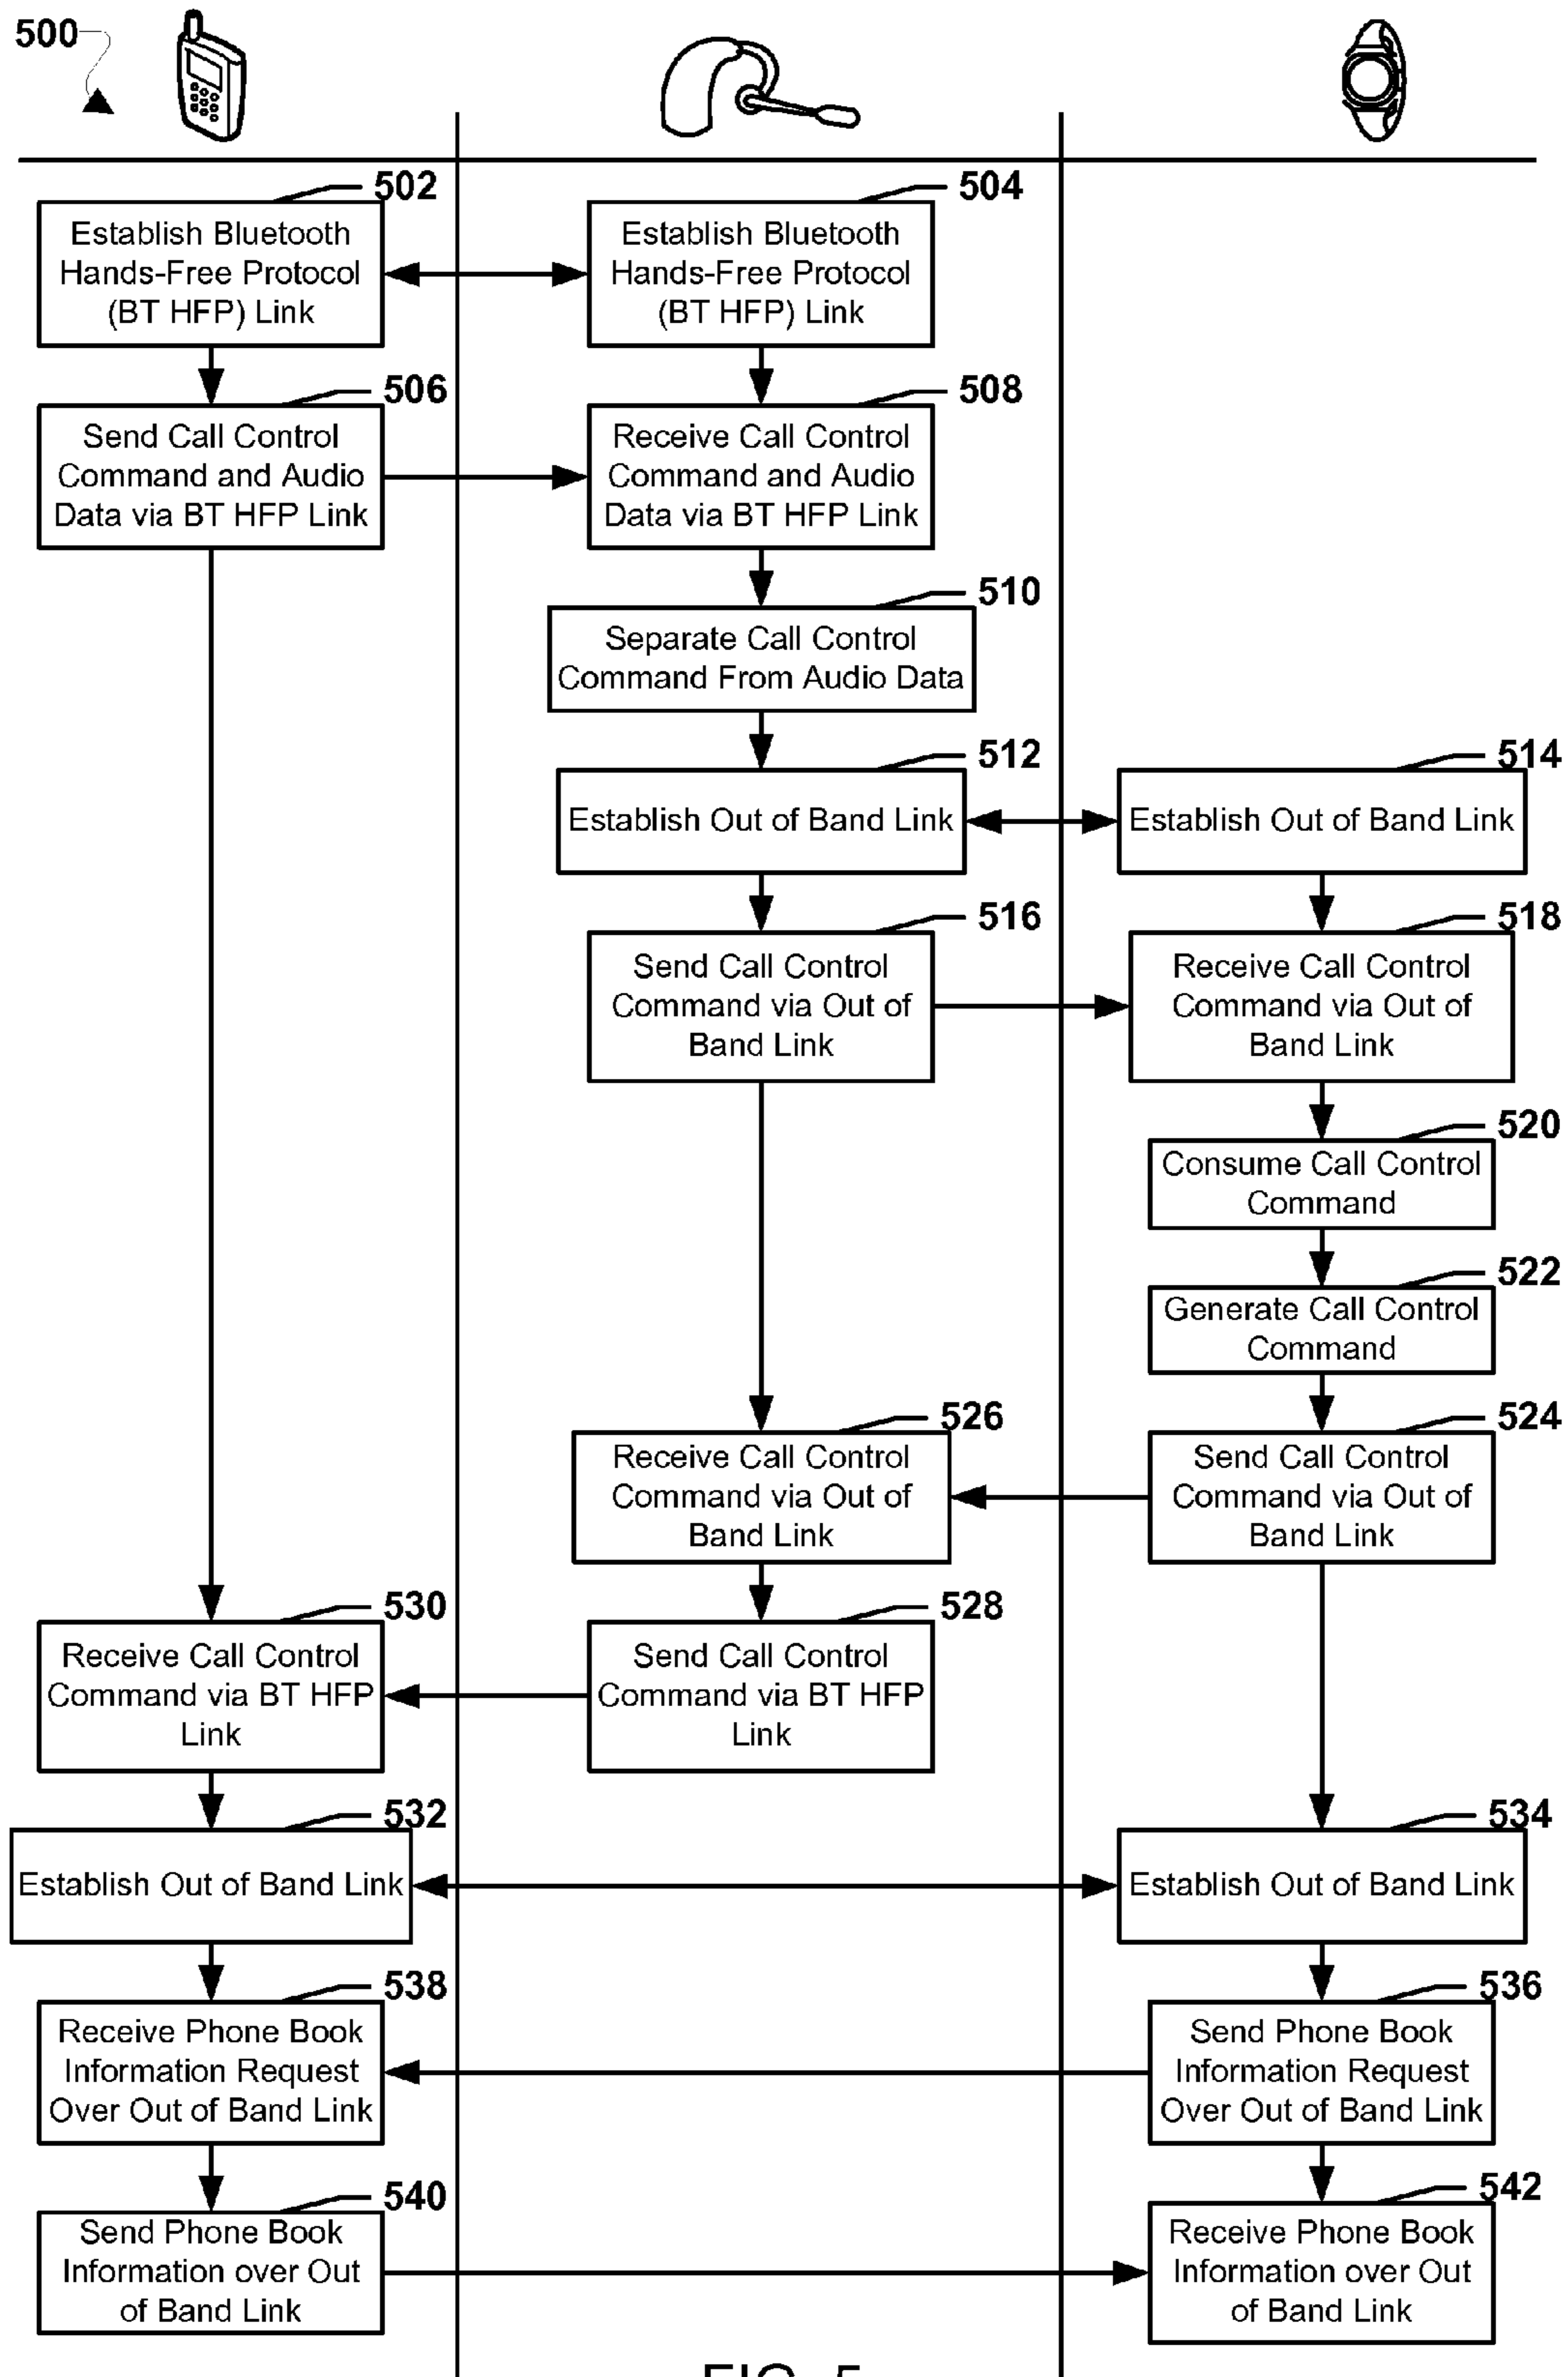 500
502
504
Establish Bluetooth
Hands-Free Protocol
(BT HFP) Link
Establish Bluetooth
Hands-Free Protocol
(BT HFP) Link
506
508
Send Call Control
Command and Audio
Data via BT HFP Link
Receive Call Control
Command and Audio
Data via BT HFP Link
510
Separate Call Control
Command From Audio Data
512
514
Establish Out of Band Link
Establish Out of Band Link
516
518
Send Call Control
Command via Out of
Band Link
Receive Call Control
Command via Out of
Band Link
520
Consume Call Control
Command
522
Generate Call Control
Command
526
524
Receive Call Control
Command via Out of
Band Link
Send Call Control
Command via Out of
Band Link
530
528
Receive Call Control
Command via BT HFP
Link
Send Call Control
Command via BT HFP
Link
532
534
Establish Out of Band Link
Establish Out of Band Link
538
536
Receive Phone Book
Information Request
Over Out of Band Link
Send Phone Book
Information Request
Over Out of Band Link
540
542
Send Phone Book
Information over Out
of Band Link
Receive Phone Book
Information over Out
of Band Link
FIG. 5